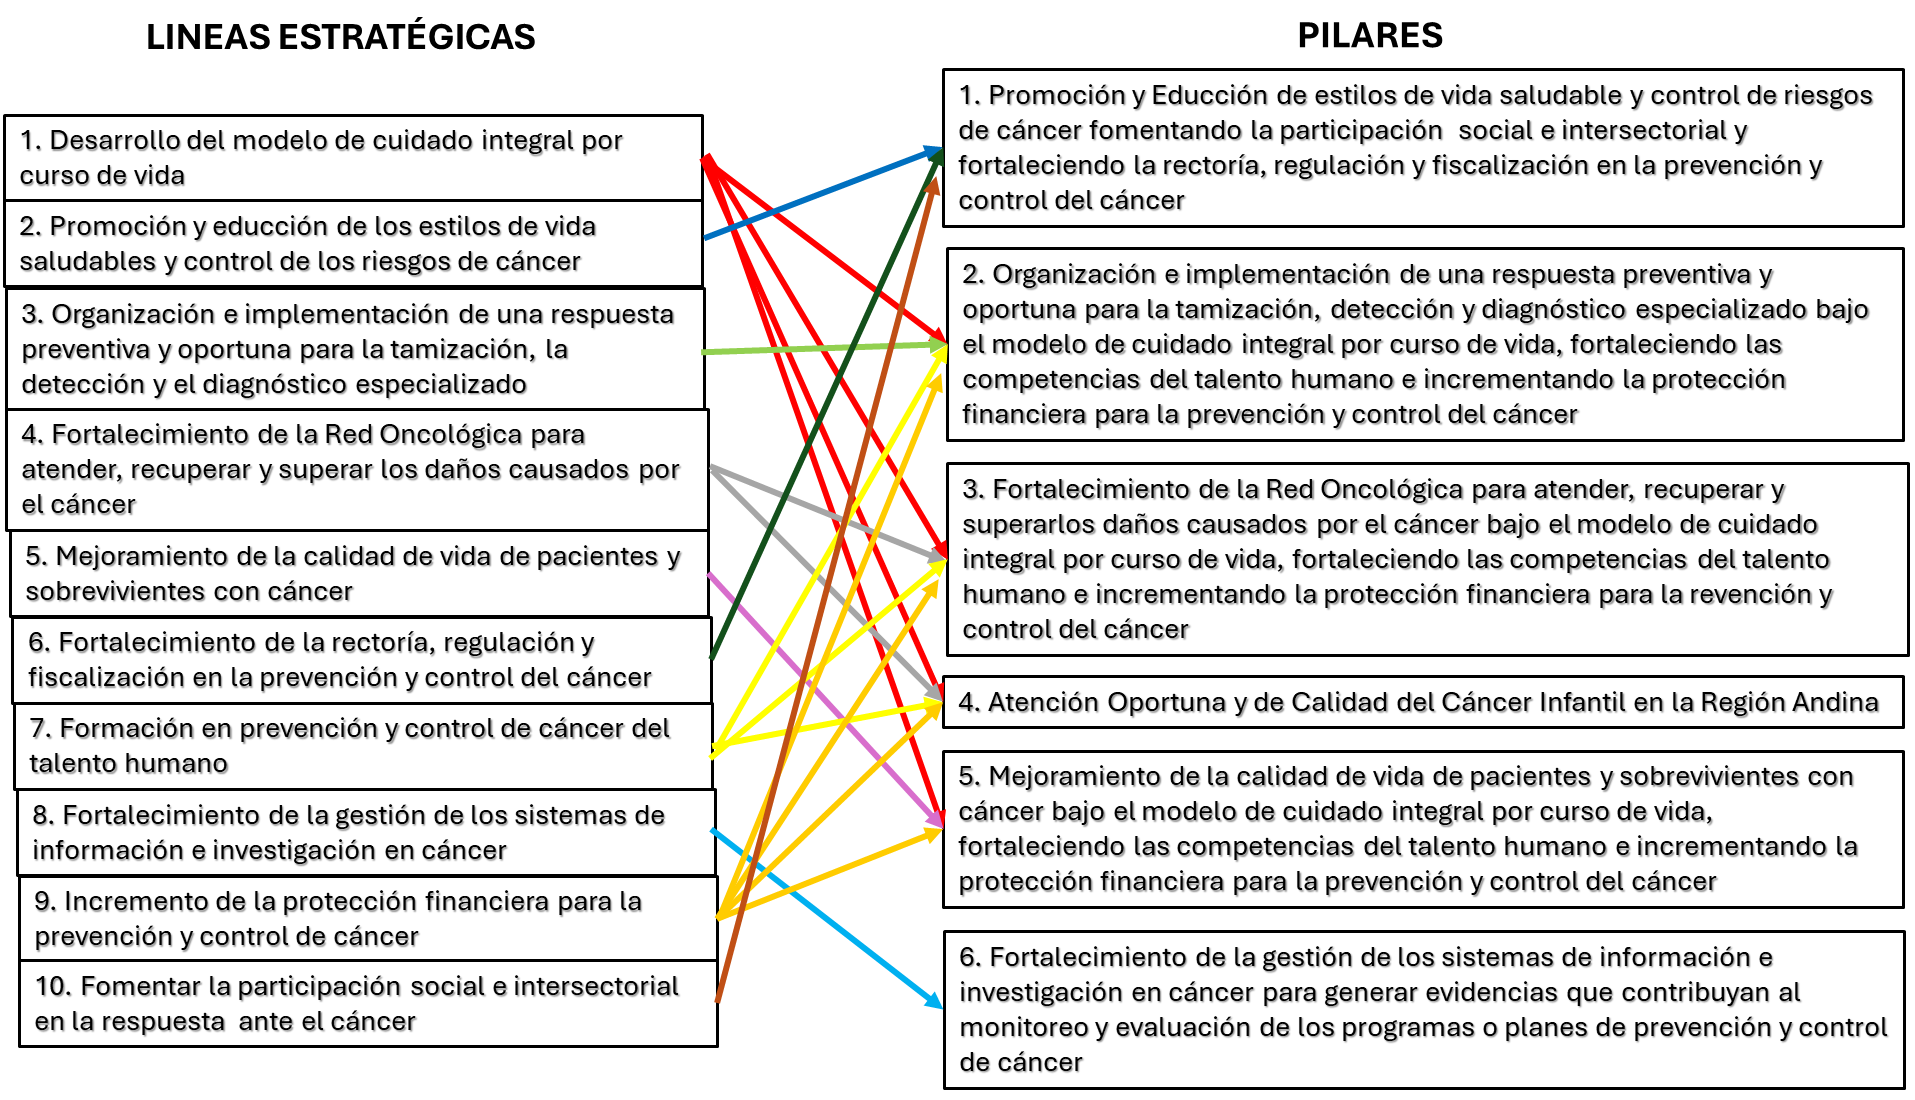 LINEAS ESTRATÉGICAS
1. Desarrollo del modelo de cuidado integral por
curso de vida
2. Promoción y educción de los estilos de vida
saludables y control de los riesgos de cáncer
3. Organización e implementación de una respuesta
preventiva y oportuna para la tamización, la
detección y el diagnóstico especializado
4. Fortalecimiento de la Red Oncológica para
atender, recuperar y superar los daños causados por
el cáncer
5. Mejoramiento de la calidad de vida de pacientes y
sobrevivientes con cáncer
6. Fortalecimiento de la rectoría, regulación y
fiscalización en la prevención y control del cáncer
7. Formación en prevención y control de cáncer del
talento humano
8. Fortalecimiento de la gestión de los sistemas de
información e investigación en cáncer
9. Incremento de la protección financiera para la
prevención y control de cáncer
10. Fomentar la participación social e intersectorial
en la respuesta ante el cáncer
PILARES
1. Promoción y Educción de estilos de vida saludable y control de riesgos
de cáncer fomentando la participación social e intersectorial y
fortaleciendo la rectoría, regulación y fiscalización en la prevención y
control del cáncer
2. Organización e implementación de una respuesta preventiva y
oportuna para la tamización, detección y diagnóstico especializado bajo
el modelo de cuidado integral por curso de vida, fortaleciendo las
competencias del talento humano e incrementando la protección
financiera para la prevención y control del cáncer
3. Fortalecimiento de la Red Oncológica para atender, recuperar y
superarlos daños causados por el cáncer bajo el modelo de cuidado
integral por curso de vida, fortaleciendo las competencias del talento
humano e incrementando la protección financiera para la revención y
control del cáncer
4. Atención Oportuna y de Calidad del Cáncer Infantil en la Región Andina
5. Mejoramiento de la calidad de vida de pacientes y sobrevivientes con
cáncer bajo el modelo de cuidado integral por curso de vida,
fortaleciendo las competencias del talento humano e incrementando la
protección financiera para la prevención y control del cáncer
6. Fortalecimiento de la gestión de los sistemas de información e
investigación en cáncer para generar evidencias que contribuyan al
monitoreo y evaluación de los programas o planes de prevención y control
de cáncer